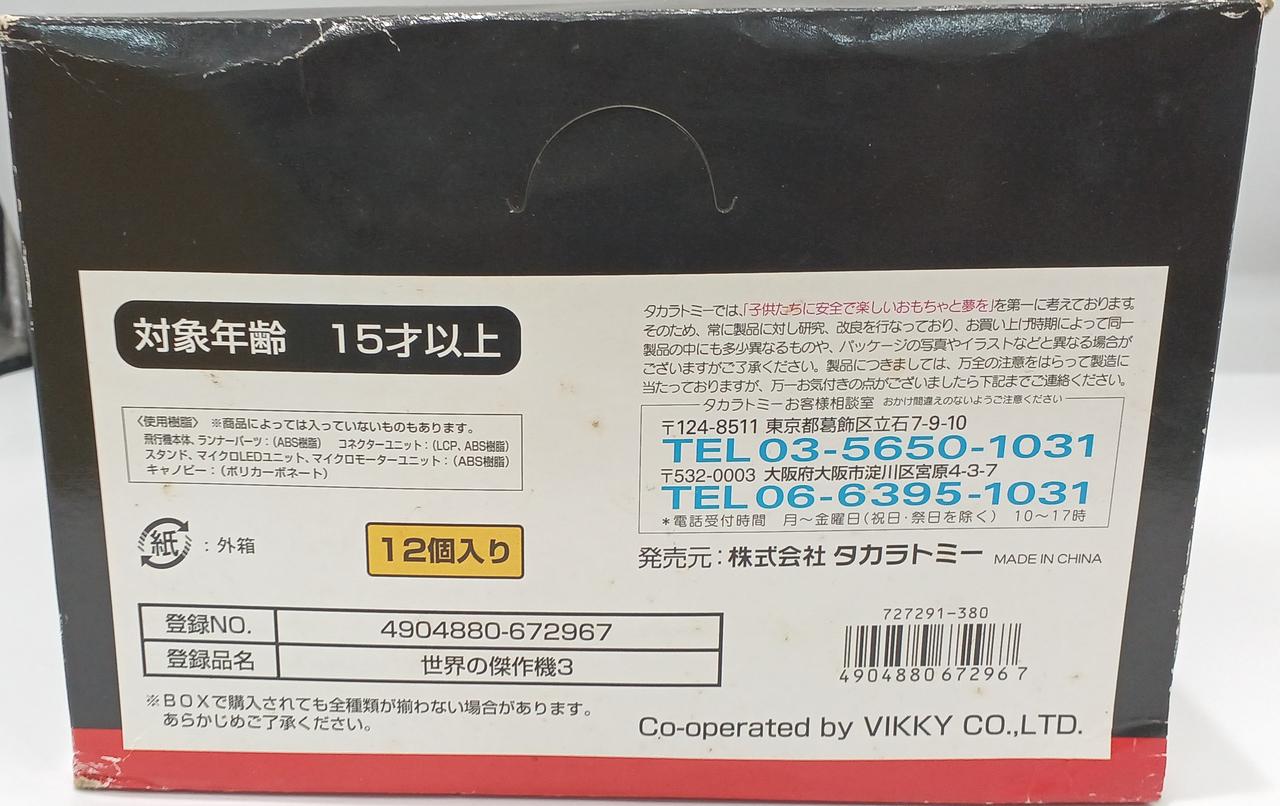 対象年齢 15才以上
〈使用樹脂〉 ※商品によっては入っていないものもあります。
飛行機本体、ランナーパーツ:(ABS樹脂) コネクターユニット:(LCP、ABS樹脂)
スタンド、マイクロLEDユニット、マイクロモーターユニット:(ABS樹脂)
キャノピー:(ポリカーボネート)
紙 : 外箱
12個入り
登録NO. 4904880-672967
登録品名 世界の傑作機3
※BOXで購入されても全種類が揃わない場合があります。
あらかじめご了承ください。
タカラトミーでは、「子供たちに安全で楽しいおもちゃと夢を」を第一に考えております。
そのため、常に製品に対し研究、改良を行なっており、お買い上げ時期によって同一
製品の中にも多少異なるものや、パッケージの写真やイラストなどと異なる場合が
ございますがご了承ください。製品につきましては、万全の注意をはらって製造に
当たっておりますが、万一お気付きの点がございましたら下記までご連絡ください。
タカラトミーお客様相談室 おかけ間違えのないようご注意ください
〒124-8511 東京都葛飾区立石7-9-10
TEL03-5650-1031
〒532-0003 大阪府大阪市淀川区宮原4-3-7
TEL06-6395-1031
*電話受付時間 月〜金曜日(祝日・祭日を除く) 10〜17時
発売元:株式会社 タカラトミー MADE IN CHINA
727291-380
4904880672967
Co-operated by VIKKY CO.,LTD.